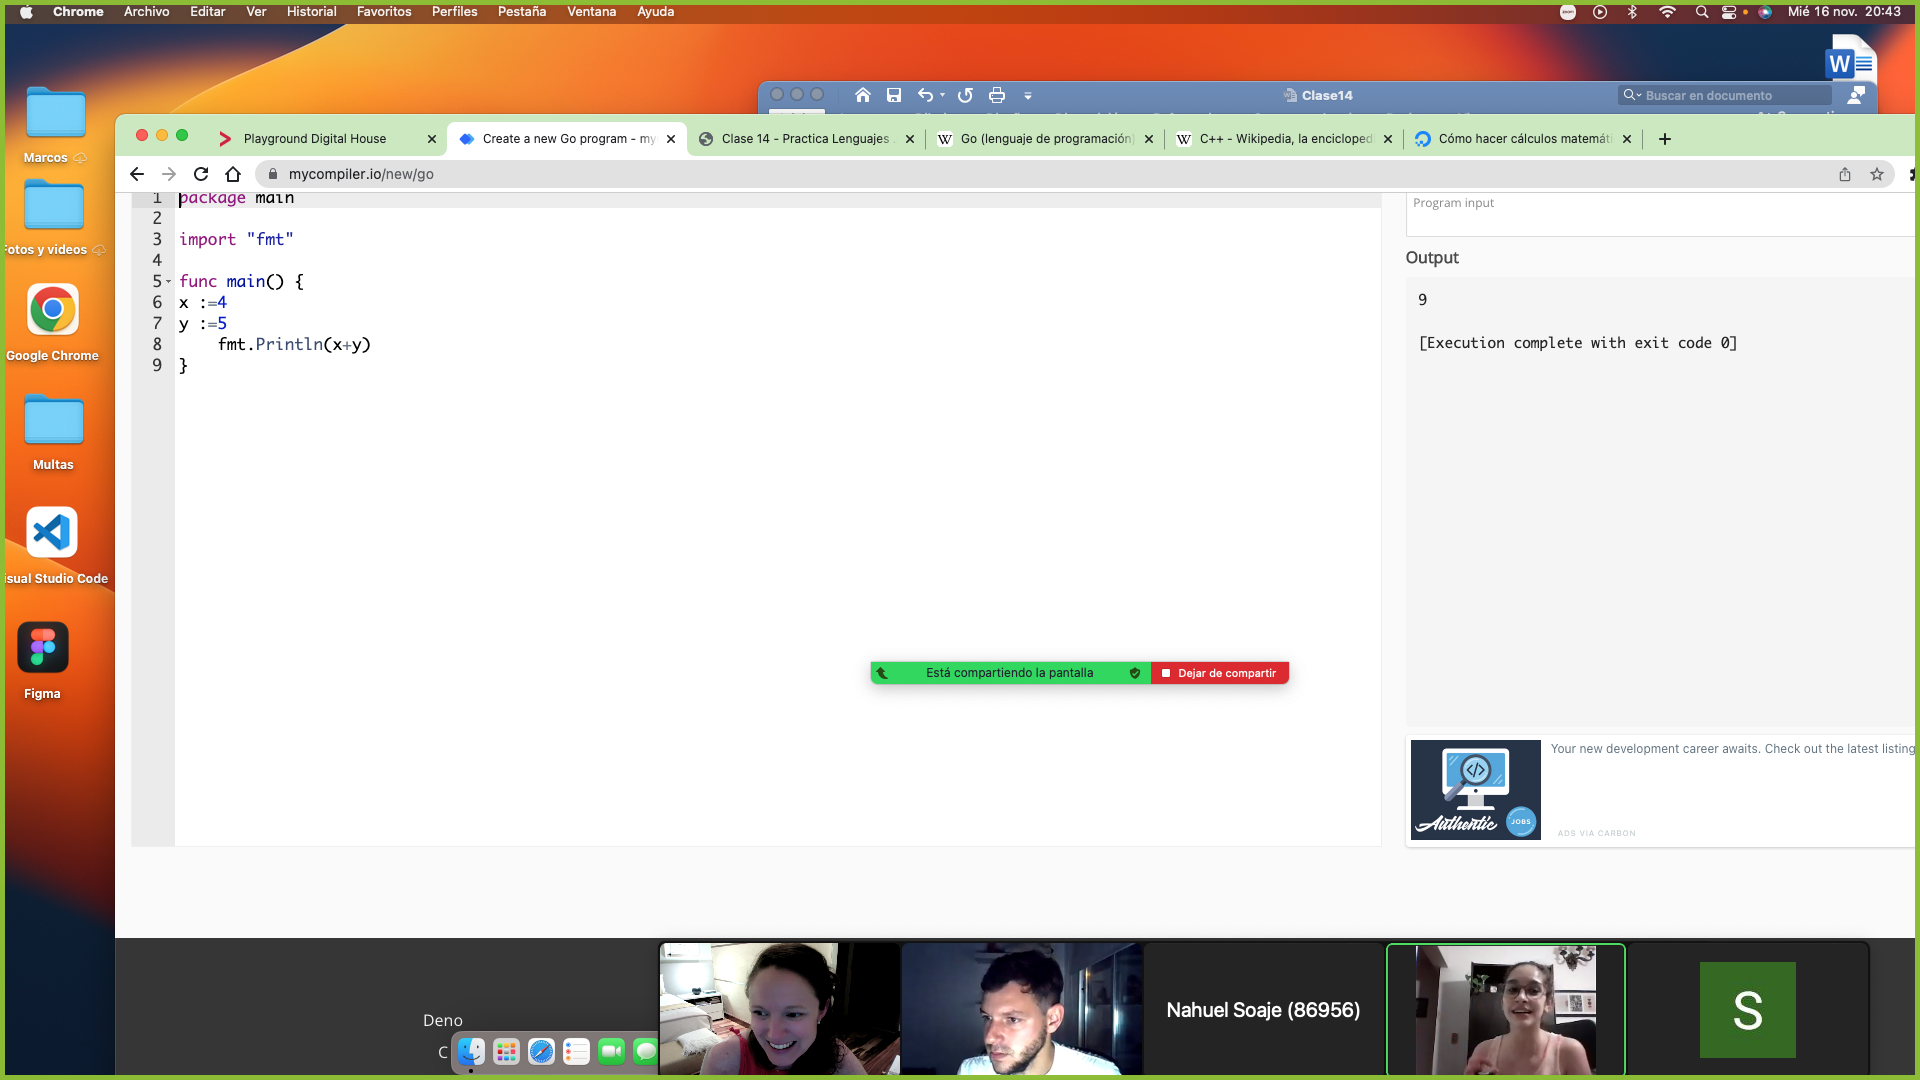 Chrome Archivo Editar Ver Historial Favoritos Perfiles Pestaña Ventana Ayuda
Mié 16 nov. 20:43
Clase14
Buscar en documento
Marcos
Fotos y videos
Google Chrome
Multas
isual Studio Code
Figma
Playground Digital House
Create a new Go program - my
Clase 14 - Practica Lenguajes
Go (lenguaje de programación)
C++ - Wikipedia, la encicloped
Cómo hacer cálculos matemáti
mycompiler.io/new/go
1 package main
2
3 import "fmt"
4
5 func main() {
6 x :=4
7 y :=5
8 fmt.Println(x+y)
9 }
Program input
Output
9
[Execution complete with exit code 0]
Está compartiendo la pantalla
Dejar de compartir
Your new development career awaits. Check out the latest listing
Authentic
JOBS
ADS VIA CARBON
Deno
C
Nahuel Soaje (86956)
S